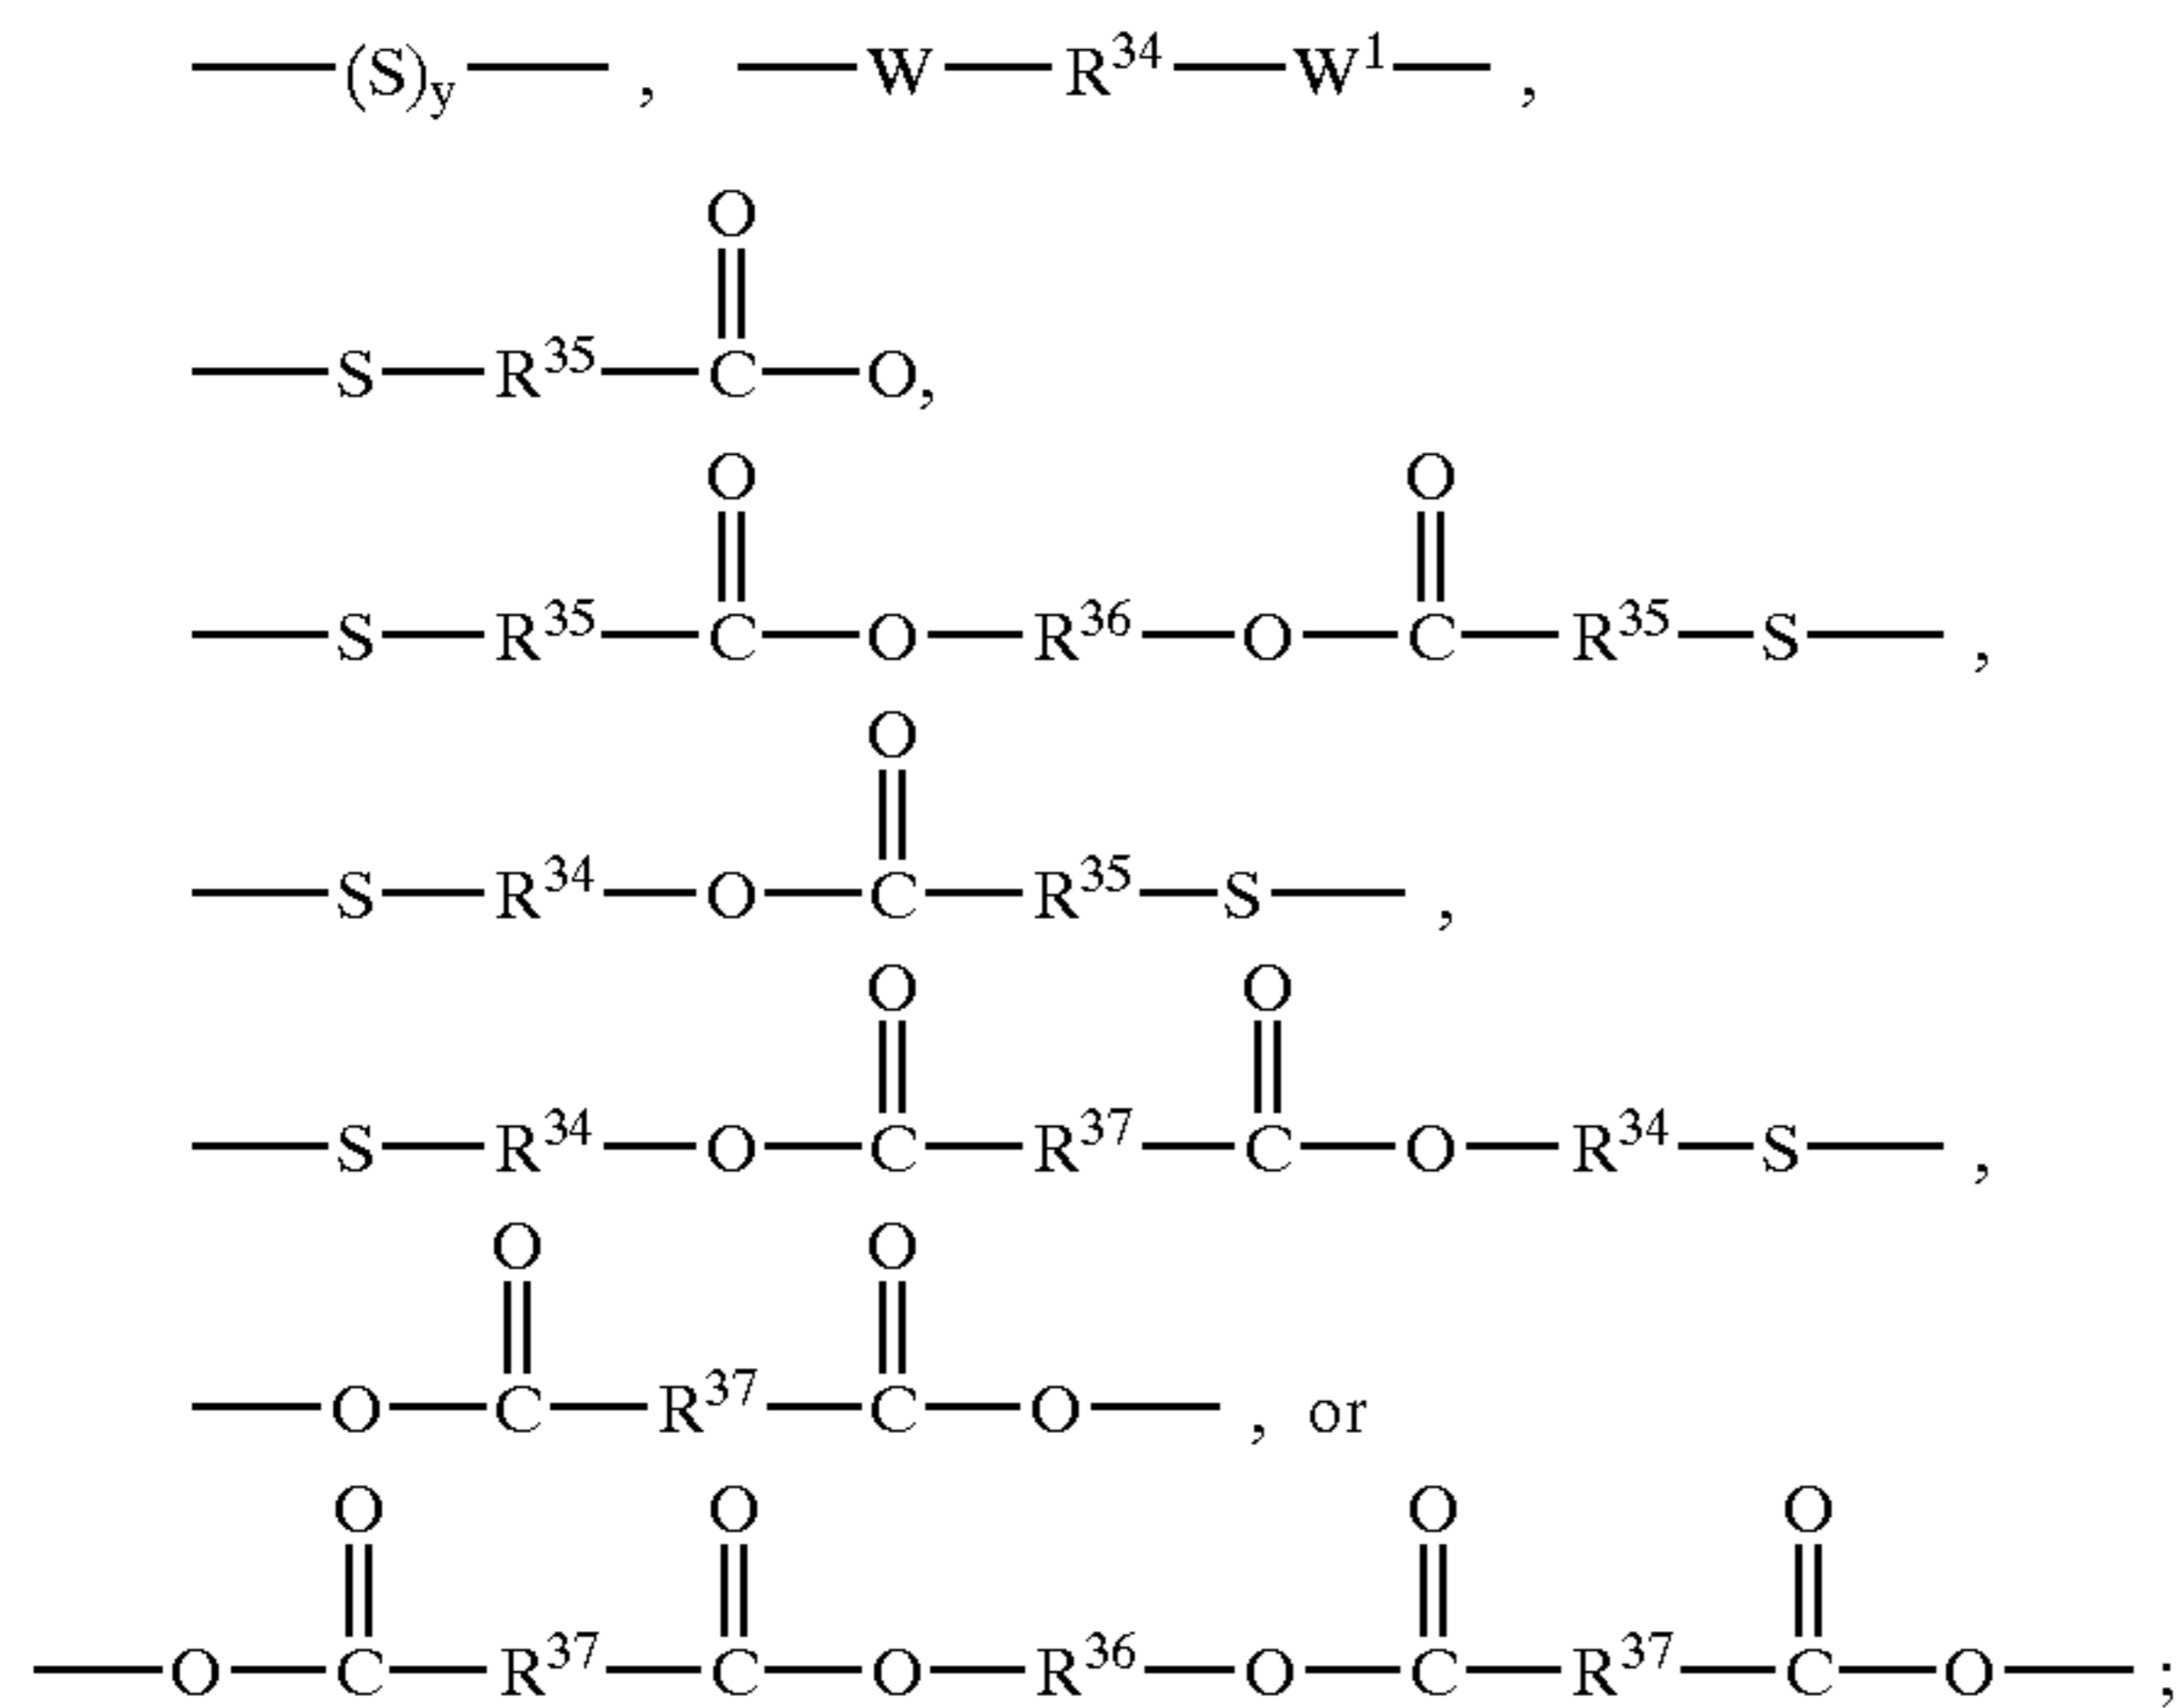 —(S)y— , —W—R34—W1— ,
O
—S—R35—C—O,
O O
—S—R35—C—O—R36—O—C—R35—S— ,
O
—S—R34—O—C—R35—S— ,
O O
—S—R34—O—C—R37—C—O—R34—S— ,
O O
—O—C—R37—C—O— , or
O O O O
—O—C—R37—C—O—R36—O—C—R37—C—O— ;